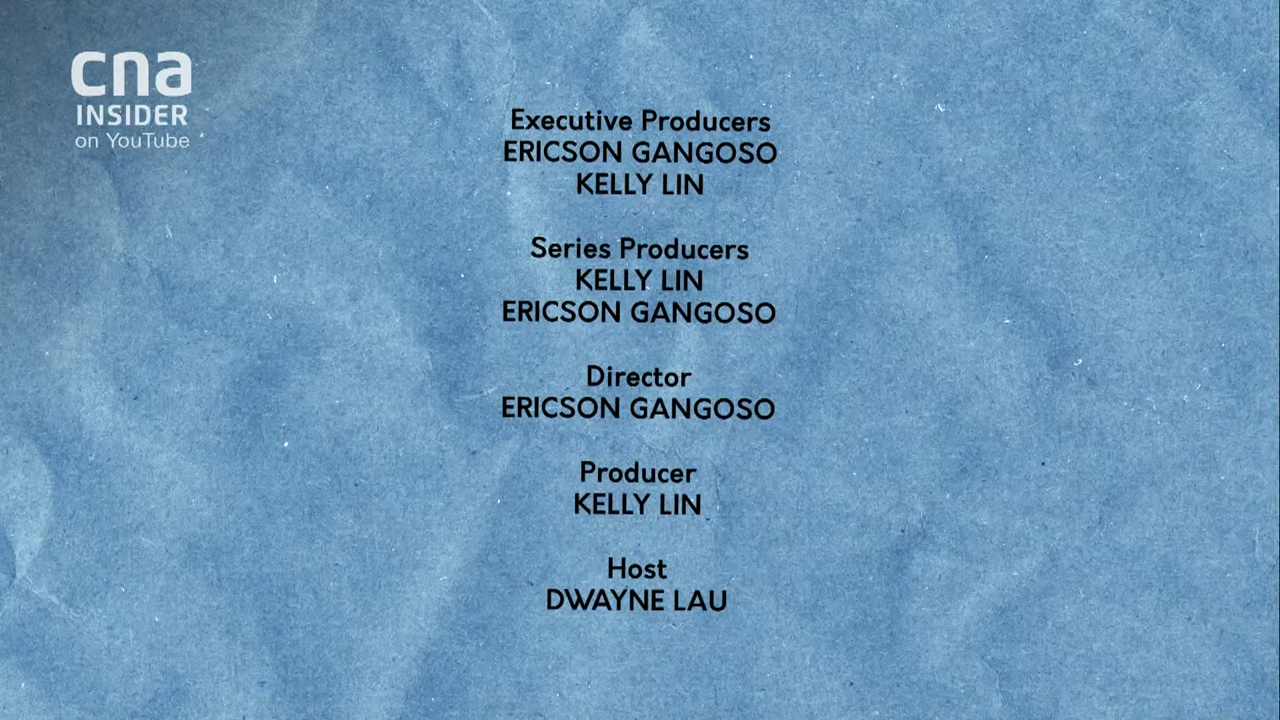 cna
INSIDER
on YouTube
Executive Producers
ERICSON GANGOSO
KELLY LIN
Series Producers
KELLY LIN
ERICSON GANGOSO
Director
ERICSON GANGOSO
Producer
KELLY LIN
Host
DWAYNE LAU